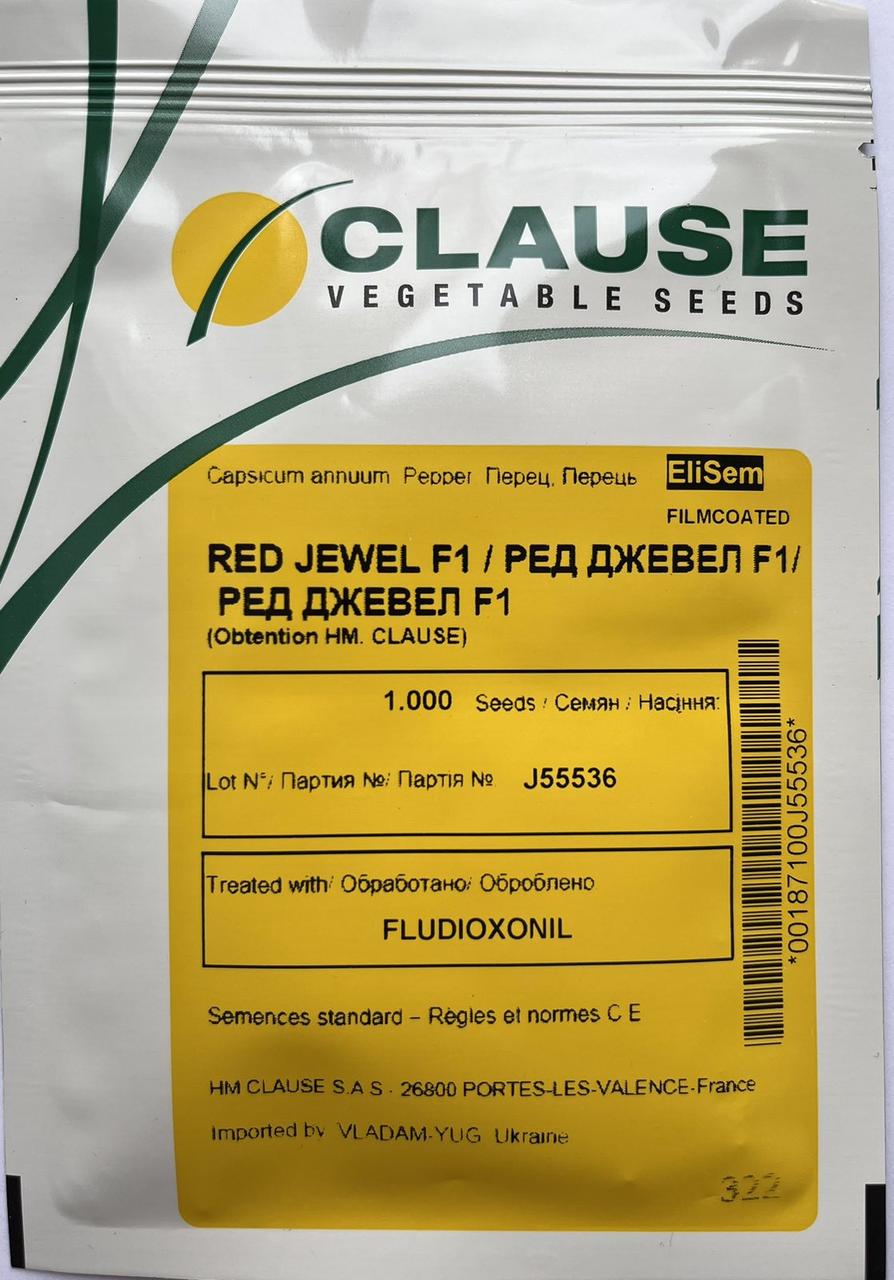 CLAUSE
VEGETABLE SEEDS
Capsicum annuum Pepper Перец, Перець EliSem
FILMCOATED
RED JEWEL F1 / РЕД ДЖЕВЕЛ F1/
РЕД ДЖЕВЕЛ F1
(Obtention HM. CLAUSE)
1.000 Seeds / Семян / Насіння:
Lot N°/ Партия №/ Партія № J55536
Treated with/ Обработано/ Оброблено
FLUDIOXONIL
Semences standard – Règles et normes C E
HM CLAUSE S.A.S - 26800 PORTES-LES-VALENCE-France
Imported by VLADAM-YUG Ukraine
322
*00187100J55536*